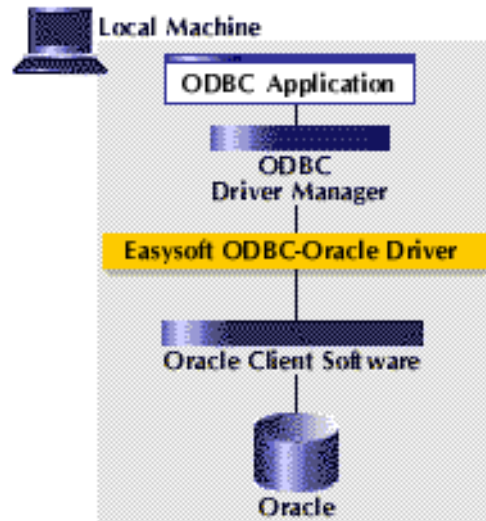 Local Machine
ODBC Application
ODBC
Driver Manager
Easysoft ODBC-Oracle Driver
Oracle Client Software
Oracle